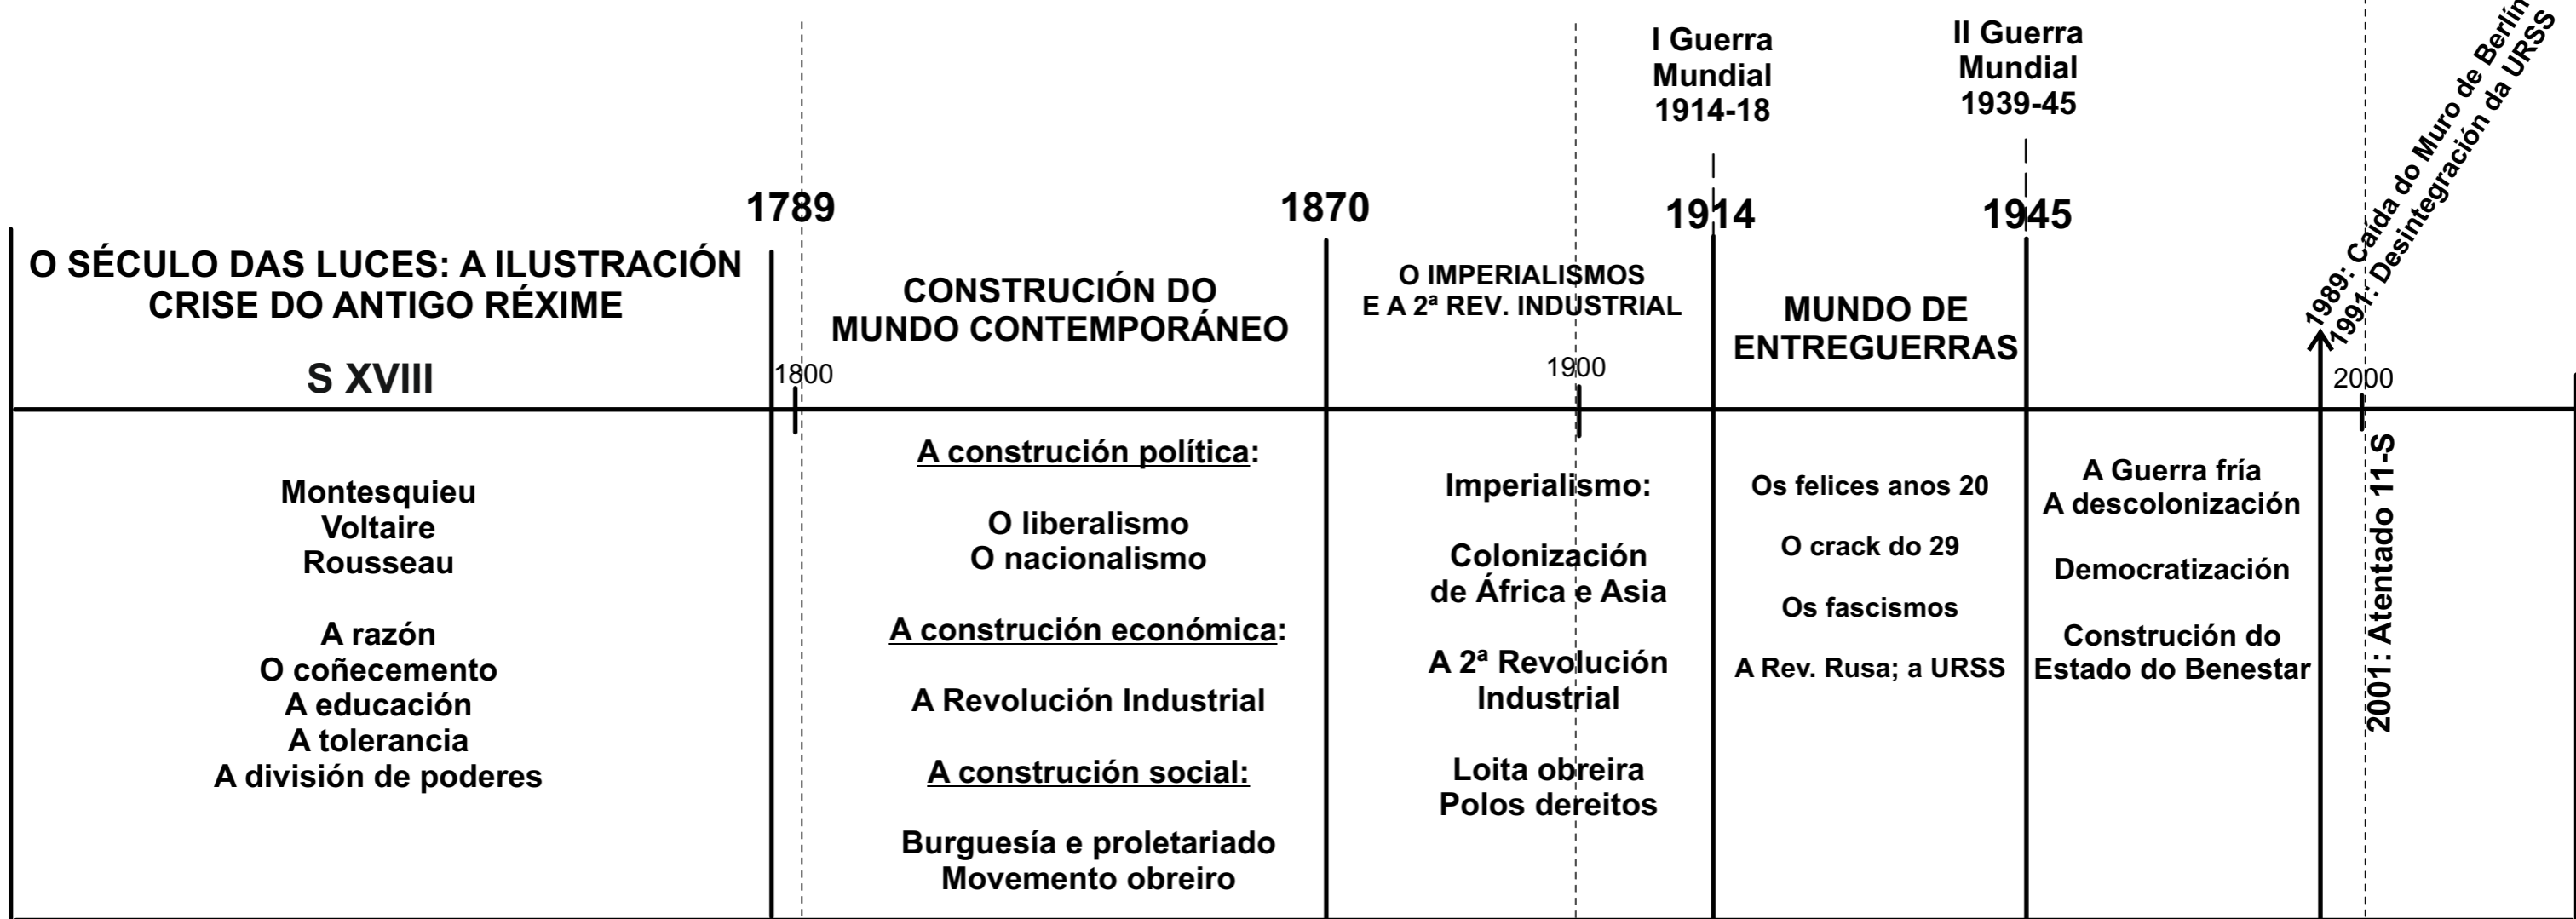 I Guerra
Mundial
1914-18
II Guerra
Mundial
1939-45
1989: Caída do Muro de Berlín
1991: Desintegración da URSS
1789
1870
1914
1945
O SÉCULO DAS LUCES: A ILUSTRACIÓN
CRISE DO ANTIGO RÉXIME
S XVIII
CONSTRUCIÓN DO
MUNDO CONTEMPORÁNEO
O IMPERIALISMOS
E A 2ª REV. INDUSTRIAL
MUNDO DE
ENTREGUERRAS
1800
1900
2000
Montesquieu
Voltaire
Rousseau
A razón
O coñecemento
A educación
A tolerancia
A división de poderes
A construción política:
O liberalismo
O nacionalismo
A construción económica:
A Revolución Industrial
A construción social:
Burguesía e proletariado
Movemento obreiro
Imperialismo:
Colonización
de África e Asia
A 2ª Revolución
Industrial
Loita obreira
Polos dereitos
Os felices anos 20
O crack do 29
Os fascismos
A Rev. Rusa; a URSS
A Guerra fría
A descolonización
Democratización
Construción do
Estado do Benestar
2001: Atentado 11-S